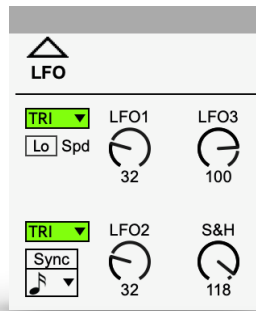 LFO
TRI LFO1 LFO3
Lo Spd
32 100
TRI LFO2 S&H
Sync
32 118